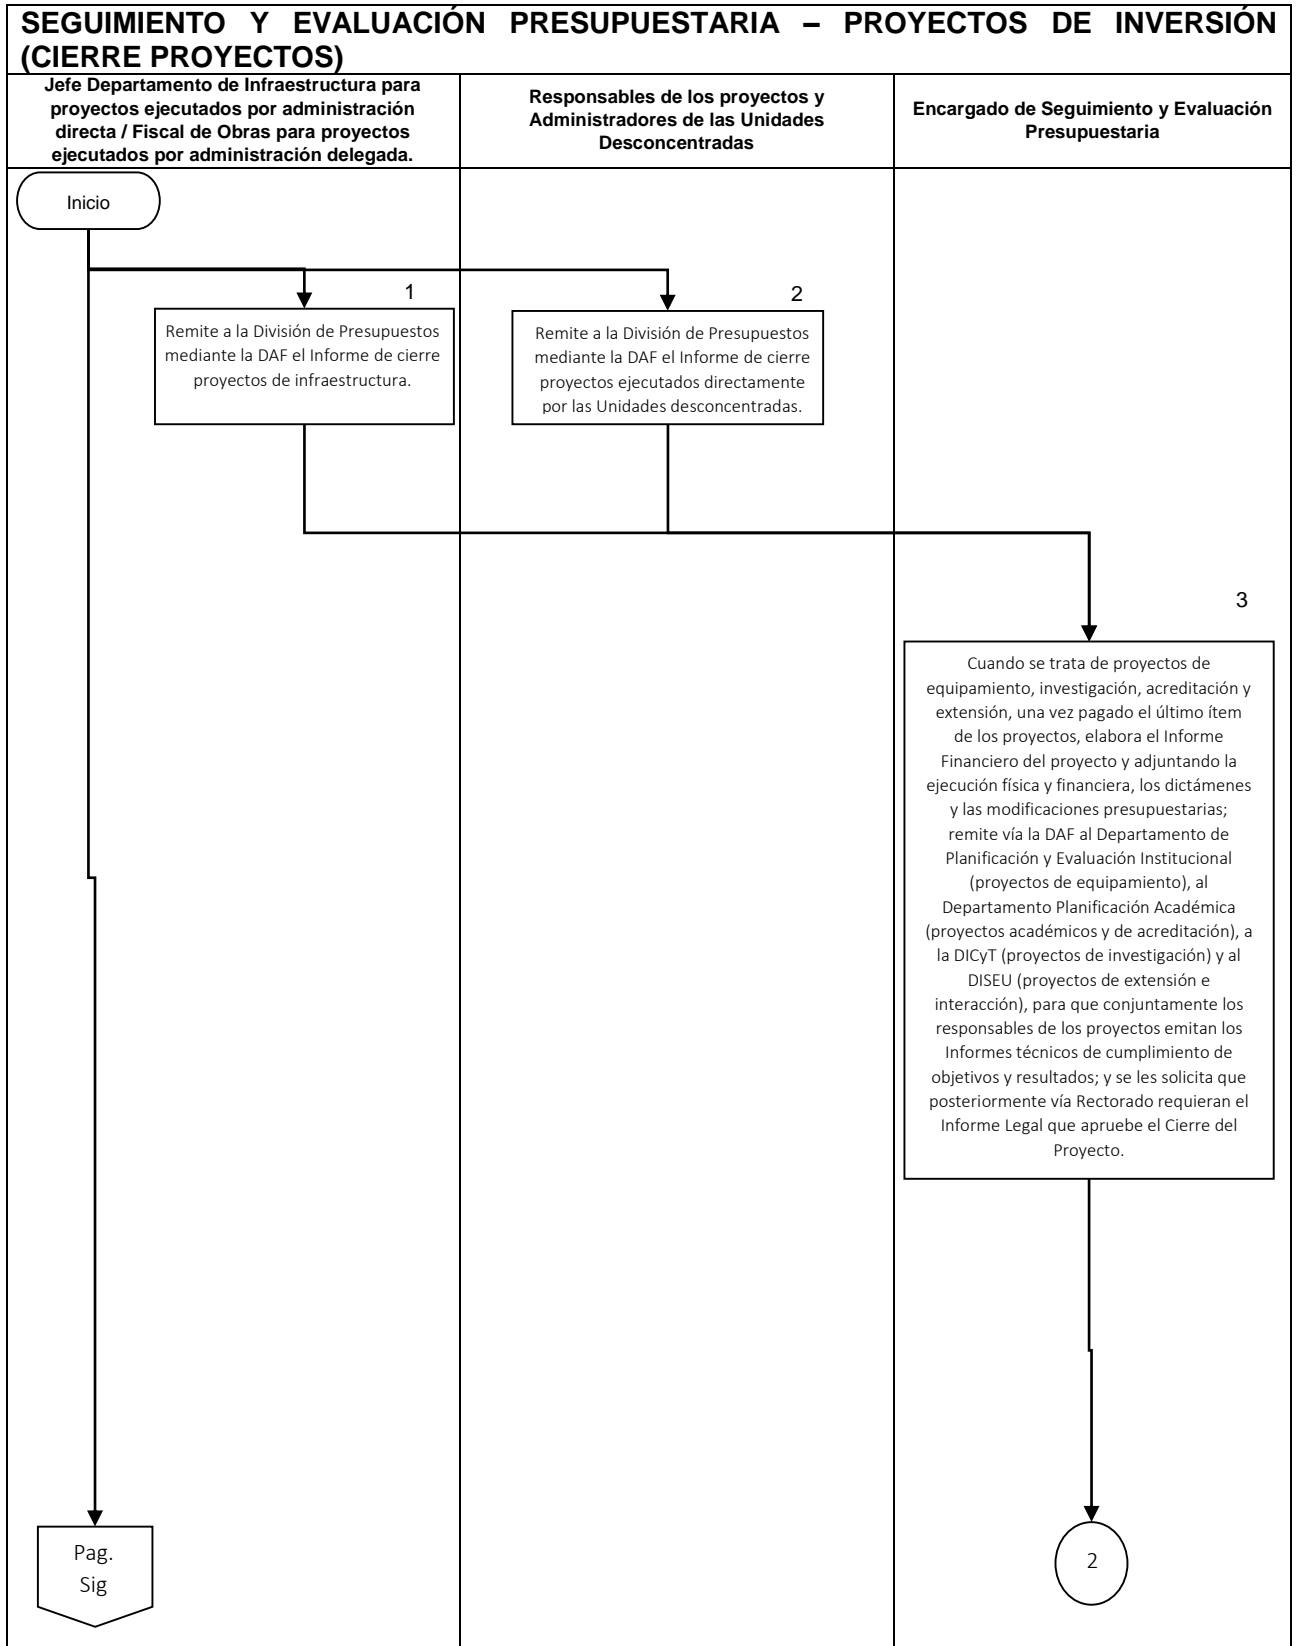 SEGUIMIENTO Y EVALUACIÓN PRESUPUESTARIA – PROYECTOS DE INVERSIÓN
(CIERRE PROYECTOS)
Jefe Departamento de Infraestructura para
proyectos ejecutados por administración
directa / Fiscal de Obras para proyectos
ejecutados por administración delegada.
Responsables de los proyectos y
Administradores de las Unidades
Desconcentradas
Encargado de Seguimiento y Evaluación
Presupuestaria
Inicio
1
Remite a la División de Presupuestos
mediante la DAF el Informe de cierre
proyectos de infraestructura.
2
Remite a la División de Presupuestos
mediante la DAF el Informe de cierre
proyectos ejecutados directamente
por las Unidades desconcentradas.
3
Cuando se trata de proyectos de
equipamiento, investigación, acreditación y
extensión, una vez pagado el último ítem
de los proyectos, elabora el Informe
Financiero del proyecto y adjuntando la
ejecución física y financiera, los dictámenes
y las modificaciones presupuestarias;
remite vía la DAF al Departamento de
Planificación y Evaluación Institucional
(proyectos de equipamiento), al
Departamento Planificación Académica
(proyectos académicos y de acreditación), a
la DICyT (proyectos de investigación) y al
DISEU (proyectos de extensión e
interacción), para que conjuntamente los
responsables de los proyectos emitan los
Informes técnicos de cumplimiento de
objetivos y resultados; y se les solicita que
posteriormente vía Rectorado requieran el
Informe Legal que apruebe el Cierre del
Proyecto.
Pag.
Sig
2